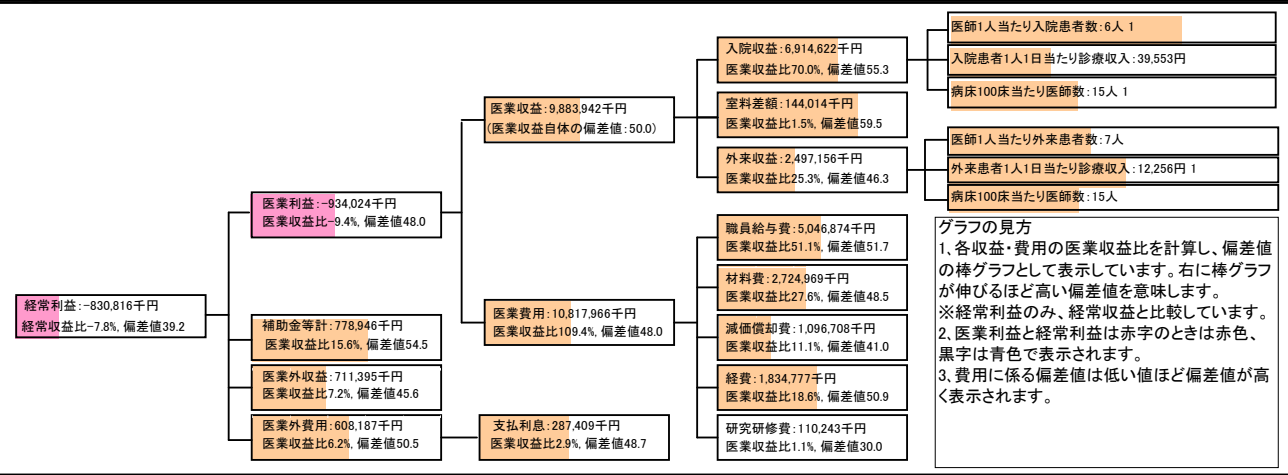 経常利益:-830,816千円
経常収益比-7.8%, 偏差値39.2
医業利益:-934,024千円
医業収益比-9.4%, 偏差値48.0
補助金等計:778,946千円
医業収益比15.6%, 偏差値54.5
医業外収益:711,395千円
医業収益比7.2%, 偏差値45.6
医業外費用:608,187千円
医業収益比6.2%, 偏差値50.5
医業収益:9,883,942千円
(医業収益自体の偏差値:50.0)
医業費用:10,817,966千円
医業収益比109.4%, 偏差値48.0
支払利息:287,409千円
医業収益比2.9%, 偏差値48.7
入院収益:6,914,622千円
医業収益比70.0%, 偏差値55.3
室料差額:144,014千円
医業収益比1.5%, 偏差値59.5
外来収益:2,497,156千円
医業収益比25.3%, 偏差値46.3
職員給与費:5,046,874千円
医業収益比51.1%, 偏差値51.7
材料費:2,724,969千円
医業収益比27.6%, 偏差値48.5
減価償却費:1,096,708千円
医業収益比11.1%, 偏差値41.0
経費:1,834,777千円
医業収益比18.6%, 偏差値50.9
研究研修費:110,243千円
医業収益比1.1%, 偏差値30.0
医師1人当たり入院患者数:6人 1
入院患者1人1日当たり診療収入:39,553円
病床100床当たり医師数:15人 1
医師1人当たり外来患者数:7人
外来患者1人1日当たり診療収入:12,256円 1
病床100床当たり医師数:15人
グラフの見方
1、各収益・費用の医業収益比を計算し、偏差値
の棒グラフとして表示しています。右に棒グラフ
が伸びるほど高い偏差値を意味します。
※経常利益のみ、経常収益と比較しています。
2、医業利益と経常利益は赤字のときは赤色、
黒字は青色で表示されます。
3、費用に係る偏差値は低い値ほど偏差値が高
く表示されます。